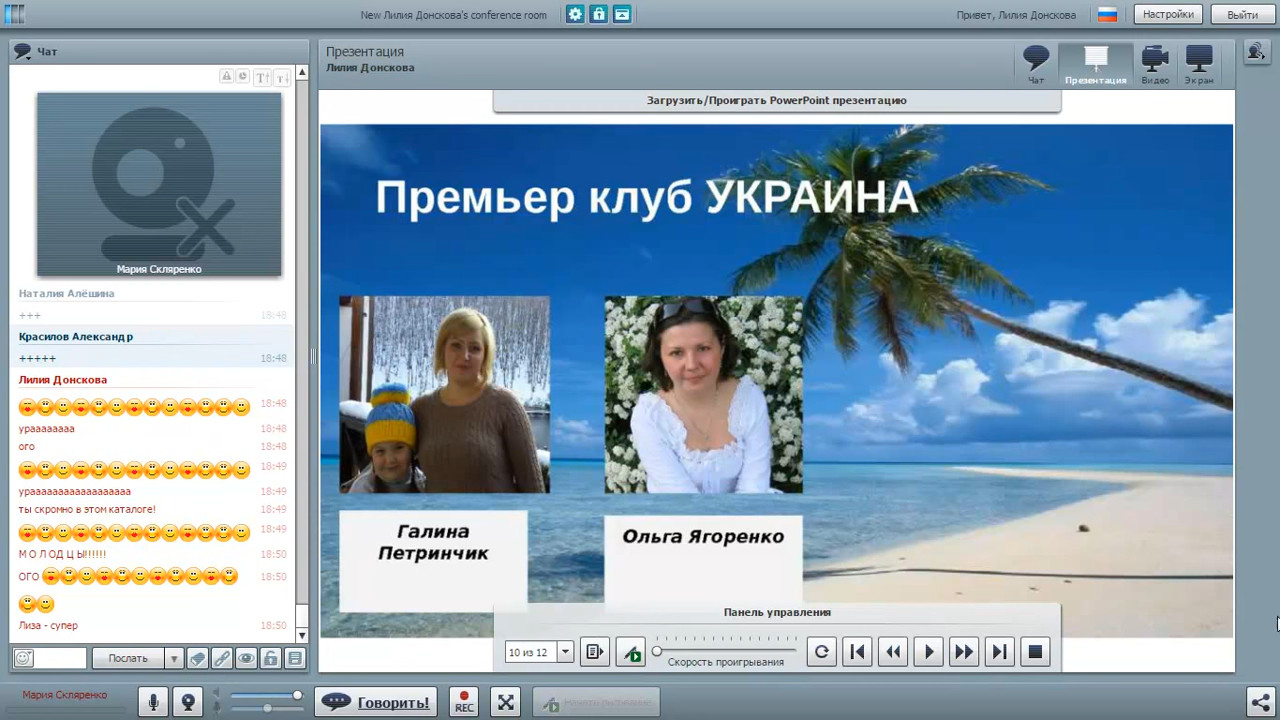 New Лилия Донскова's conference room
Привет, Лилия Донскова
Настройки
Выйти
Чат
Мария Скляренко
Наталия Алёшина
+++ 18:48
Красилов Александр
+++++ 18:48
Лилия Донскова
18:48
урааааааа 18:48
ого 18:48
18:49
урааааааааааааааааа 18:49
ты скромно в этом каталоге! 18:49
18:49
М О Л ОД Ц Ы!!!!!! 18:50
ОГО 18:50
Лиза - супер 18:50
Послать
Презентация
Лилия Донскова
Чат
Презентация
Видео
Экран
Загрузить/Проиграть PowerPoint презентацию
Премьер клуб УКРАИНА
Галина
Петринчик
Ольга Ягоренко
Панель управления
10 из 12
Скорость проигрывания
Мария Скляренко
Говорить!
REC